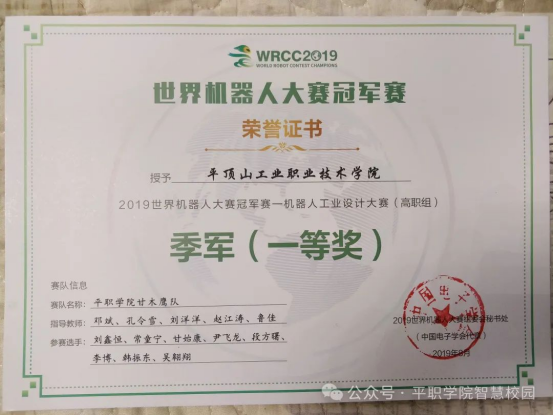 WRCC2019
WORLD ROBOT CONTEST CHAMPIONS
世界机器人大赛冠军赛
荣誉证书
授予 平顶山工业职业技术学院
2019世界机器人大赛冠军赛—机器人工业设计大赛（高职组）
季军（一等奖）
赛队信息
赛队名称：平职学院甘术鹰队
指导教师：邓斌、孔令雪、刘洋洋、赵江涛、鲁佳
参赛选手：刘鑫恒、常童宁、甘始康、尹飞龙、段方曙、
李博、韩振东、吴翱翔
2019世界机器人大赛组委会秘书处
（中国电子学会代章）
2019年8月
公众号·平职学院智慧校园